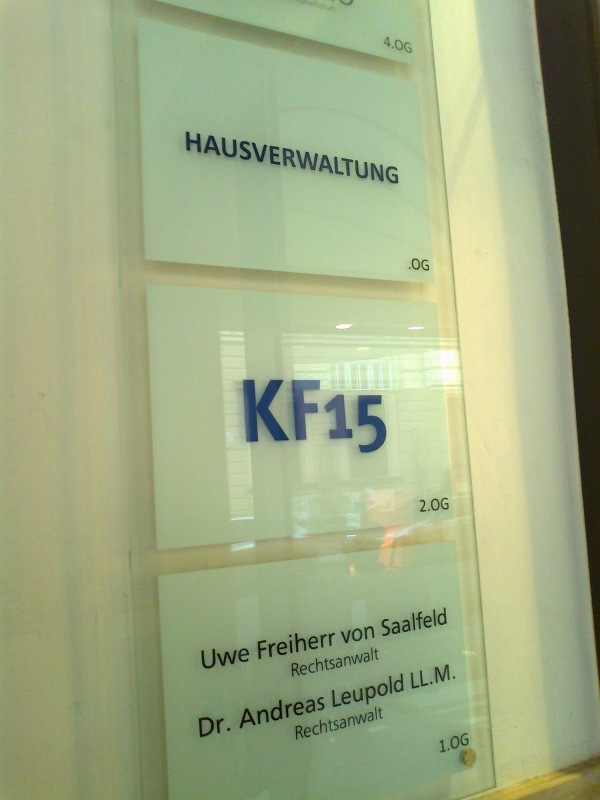 4.OG
HAUSVERWALTUNG
.OG
KF15
2.OG
Uwe Freiherr von Saalfeld
Rechtsanwalt
Dr. Andreas Leupold LL.M.
Rechtsanwalt
1.OG